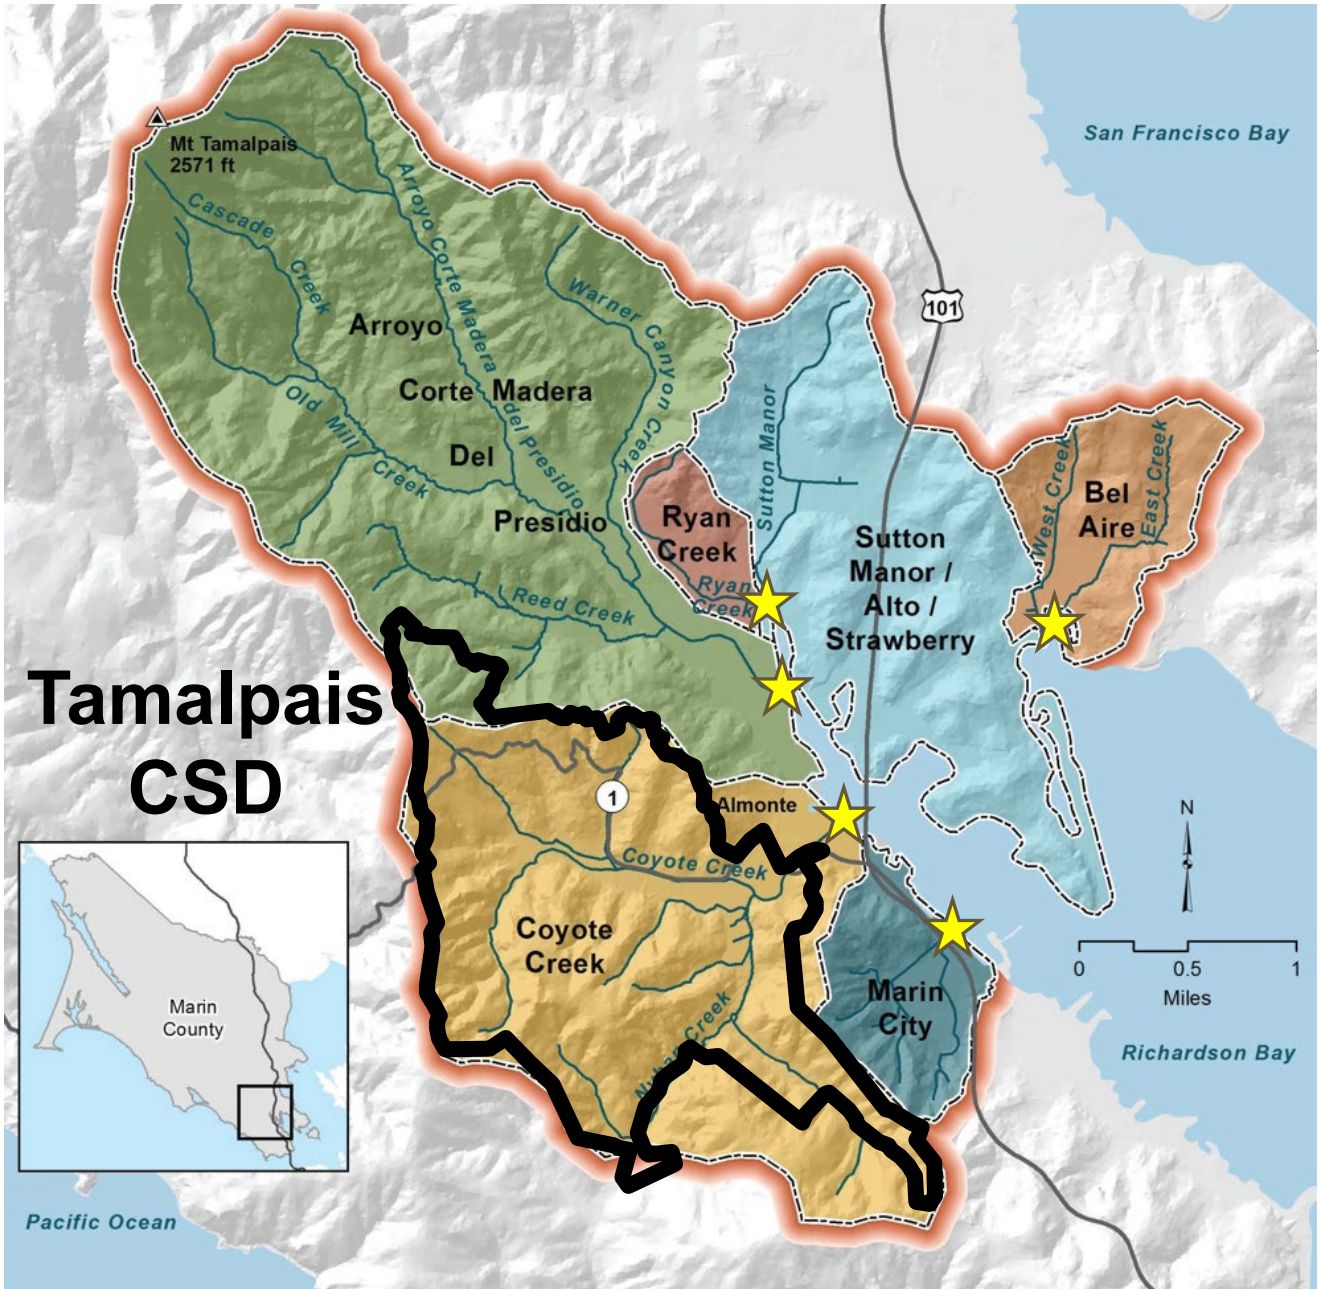 San Francisco Bay
Mt Tamalpais
2571 ft
Cascade
Creek
Arroyo Corte Madera
del Presidio
Warner Canyon Creek
101
Arroyo
Corte Madera
Del
Presidio
Old Mill
Creek
Sutton Manor
Ryan
Creek
Ryan
Creek
Sutton
Manor /
Alto /
Strawberry
West Creek
Bel
Aire
East Creek
Reed Creek
Tamalpais
CSD
1
Almonte
Coyote Creek
Coyote
Creek
Marin
City
N
0 0.5 1
Miles
Marin
County
Creek
Richardson Bay
Pacific Ocean